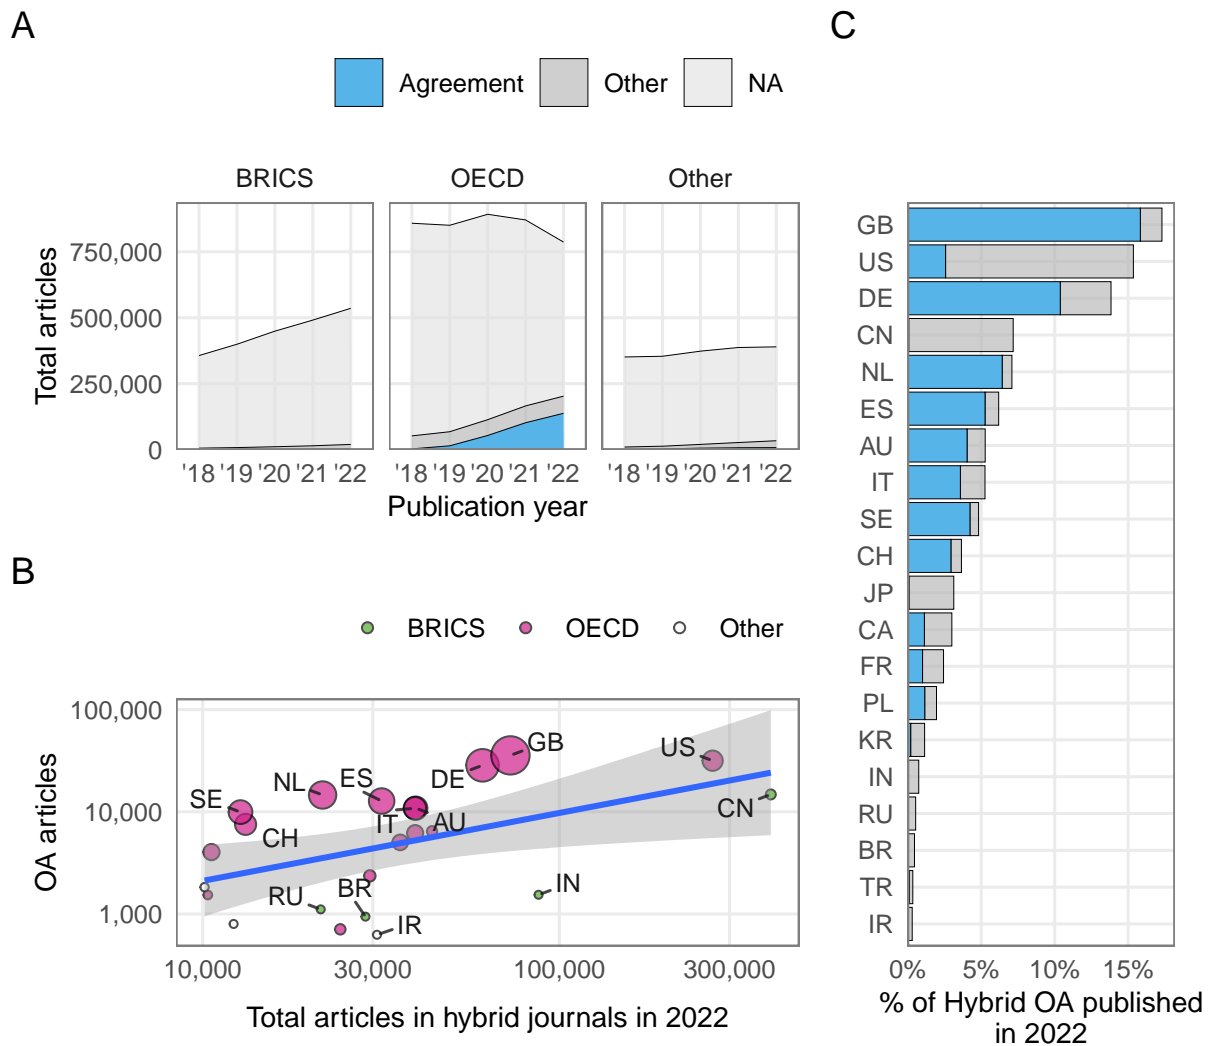 A
Agreement
Other
NA
BRICS
OECD
Other
Total articles
750,000
500,000
250,000
0
'18 '19 '20 '21 '22
'18 '19 '20 '21 '22
'18 '19 '20 '21 '22
Publication year
B
BRICS
OECD
Other
OA articles
100,000
10,000
1,000
GB
US
DE
NL
ES
SE
CN
IT
AU
CH
IN
BR
RU
IR
10,000
30,000
100,000
300,000
Total articles in hybrid journals in 2022
C
GB
US
DE
CN
NL
ES
AU
IT
SE
CH
JP
CA
FR
PL
KR
IN
RU
BR
TR
IR
0%
5%
10%
15%
% of Hybrid OA published
in 2022